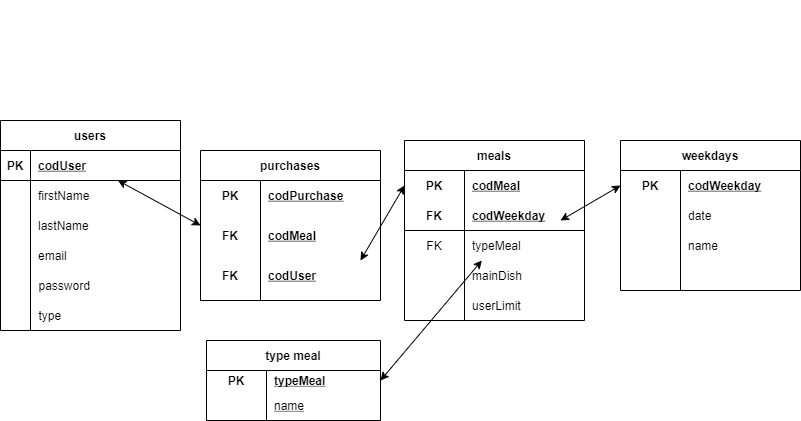 users
PK codUser
firstName
lastName
email
password
type
purchases
PK codPurchase
FK codMeal
FK codUser
meals
PK codMeal
FK codWeekday
FK typeMeal
mainDish
userLimit
weekdays
PK codWeekday
date
name
type meal
PK typeMeal
name